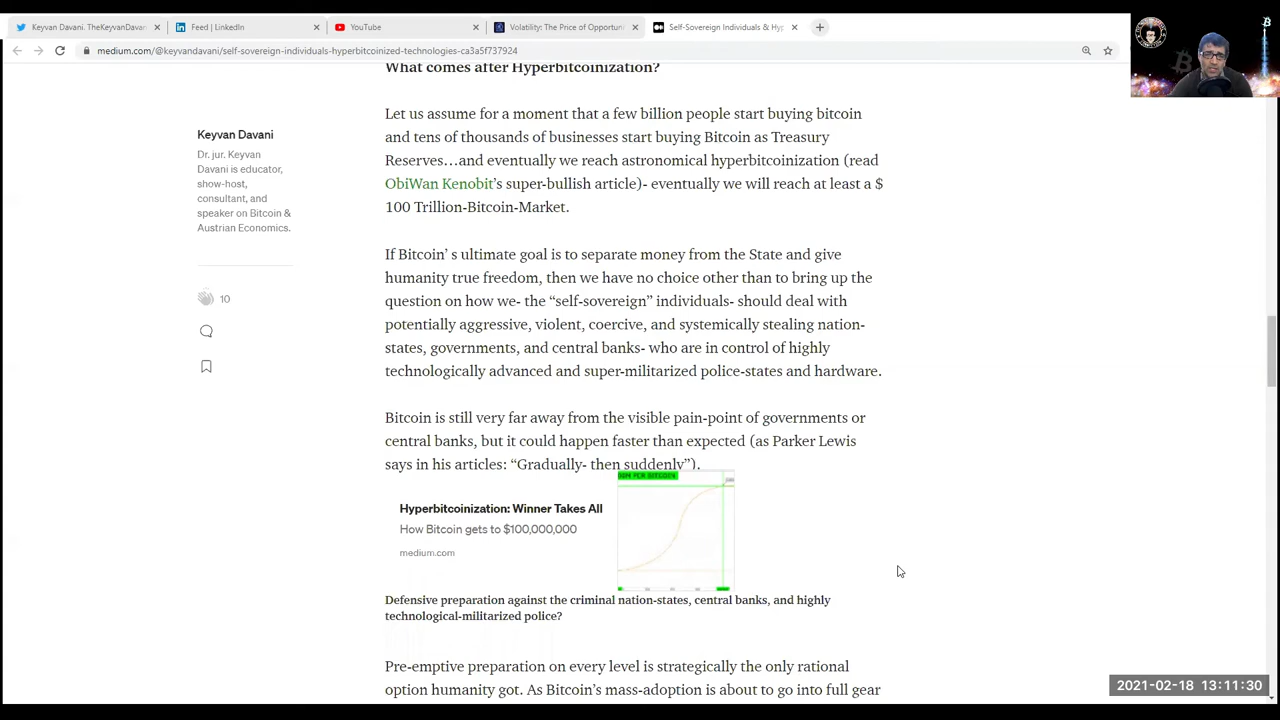 Keyvan Davani. TheKeyvanDavan
Feed | LinkedIn
YouTube
Volatility: The Price of Opportuni
Self-Sovereign Individuals & Hyp
medium.com/@keyvandavani/self-sovereign-individuals-hyperbitcoinized-technologies-ca3a5f737924
What comes after Hyperbitcoinization?
Keyvan Davani
Dr. jur. Keyvan
Davani is educator,
show-host,
consultant, and
speaker on Bitcoin &
Austrian Economics.
10
Let us assume for a moment that a few billion people start buying bitcoin
and tens of thousands of businesses start buying Bitcoin as Treasury
Reserves…and eventually we reach astronomical hyperbitcoinization (read
ObiWan Kenobit's super-bullish article)- eventually we will reach at least a $
100 Trillion-Bitcoin-Market.
If Bitcoin' s ultimate goal is to separate money from the State and give
humanity true freedom, then we have no choice other than to bring up the
question on how we- the “self-sovereign” individuals- should deal with
potentially aggressive, violent, coercive, and systemically stealing nation-
states, governments, and central banks- who are in control of highly
technologically advanced and super-militarized police-states and hardware.
Bitcoin is still very far away from the visible pain-point of governments or
central banks, but it could happen faster than expected (as Parker Lewis
says in his articles: “Gradually- then suddenly”).
Hyperbitcoinization: Winner Takes All
How Bitcoin gets to $100,000,000
medium.com
Defensive preparation against the criminal nation-states, central banks, and highly
technological-militarized police?
Pre-emptive preparation on every level is strategically the only rational
option humanity got. As Bitcoin's mass-adoption is about to go into full gear
2021-02-18 13:11:30